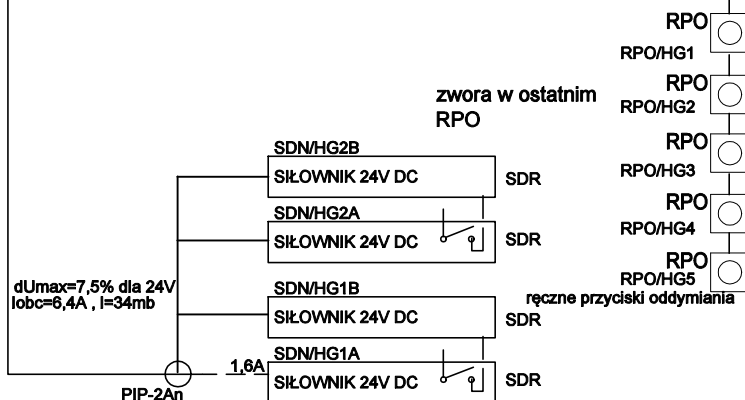 RPO
RPO/HG1
RPO
RPO/HG2
zwora w ostatnim
RPO
RPO
RPO/HG3
SDN/HG2B
SIŁOWNIK 24V DC
SDR
RPO
RPO/HG4
SDN/HG2A
SIŁOWNIK 24V DC
SDR
RPO
RPO/HG5
ręczne przyciski oddymiania
dUmax=7,5% dla 24V
Iobc=6,4A , l=34mb
SDN/HG1B
SIŁOWNIK 24V DC
SDR
SDN/HG1A
1,6A
SIŁOWNIK 24V DC
SDR
PIP-2An